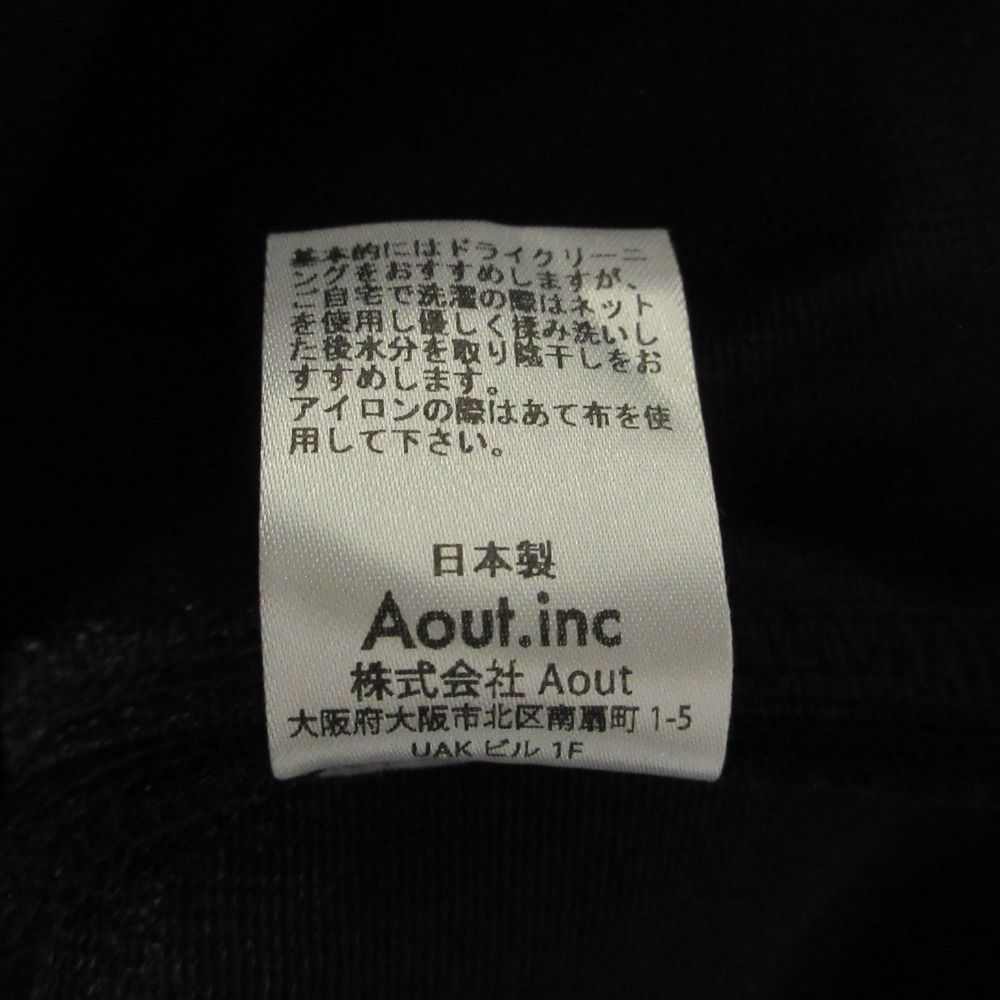 基本的にはドライクリーニ
ングをおすすめしますが、
ご自宅で洗濯の際はネット
を使用し優しく揉み洗いし
た後水分を取り陰干しをお
すすめします。
アイロンの際はあて布を使
用して下さい。
日本製
Aout.inc
株式会社 Aout
大阪府大阪市北区南扇町 1-5
UAK ビル 1F